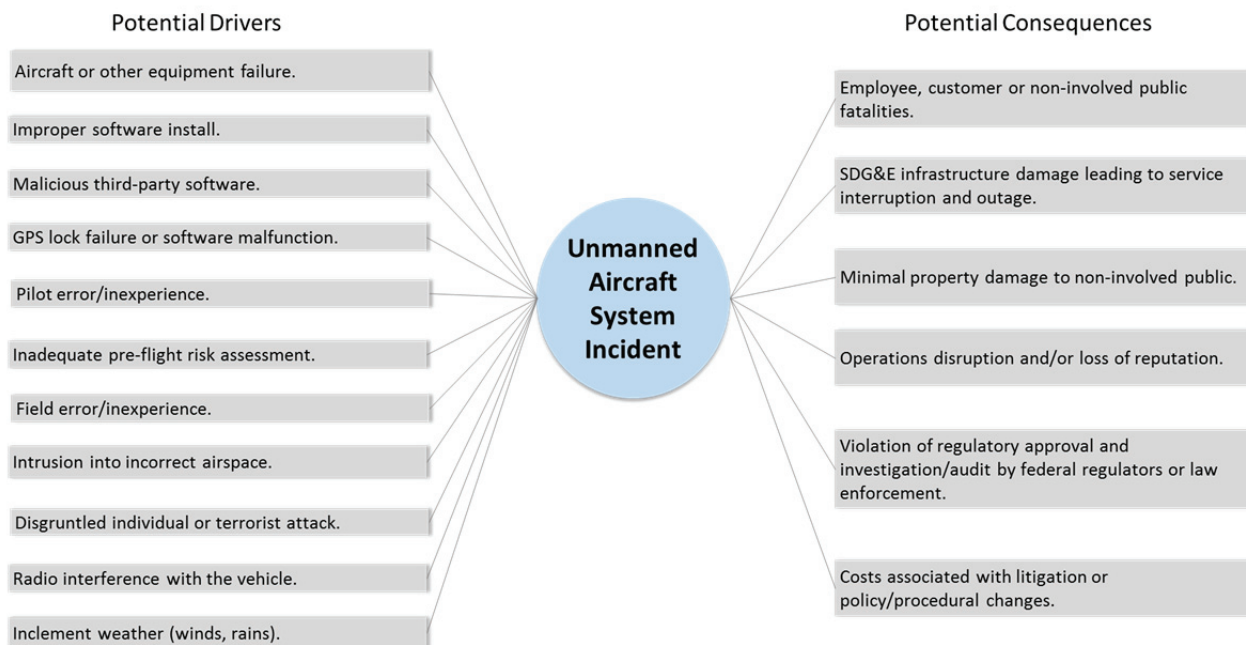 Potential Drivers
Aircraft or other equipment failure.
Improper software install.
Malicious third-party software.
GPS lock failure or software malfunction.
Pilot error/inexperience.
Inadequate pre-flight risk assessment.
Field error/inexperience.
Intrusion into incorrect airspace.
Disgruntled individual or terrorist attack.
Radio interference with the vehicle.
Inclement weather (winds, rains).
Unmanned
Aircraft
System
Incident
Potential Consequences
Employee, customer or non-involved public
fatalities.
SDG&E infrastructure damage leading to service
interruption and outage.
Minimal property damage to non-involved public.
Operations disruption and/or loss of reputation.
Violation of regulatory approval and
investigation/audit by federal regulators or law
enforcement.
Costs associated with litigation or
policy/procedural changes.